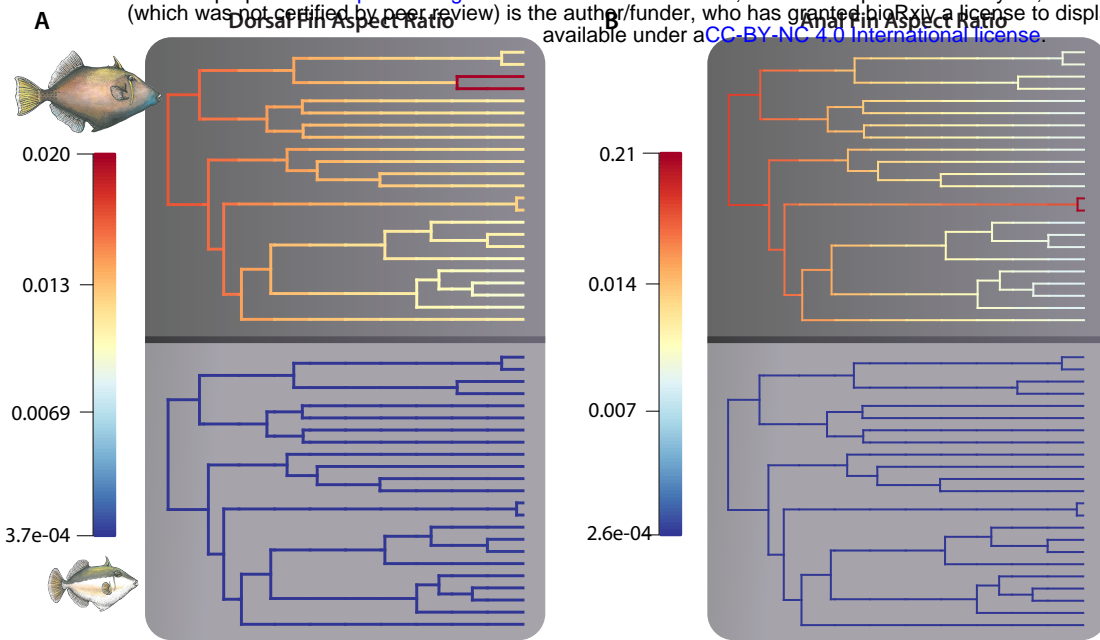 (which was not certified by peer review) is the author/funder, who has granted bioRxiv a license to displ
A
Dorsal Fin Aspect Ratio
B
Anal Fin Aspect Ratio
available under aCC-BY-NC 4.0 International license.
0.020
0.013
0.0069
3.7e-04
0.21
0.014
0.007
2.6e-04